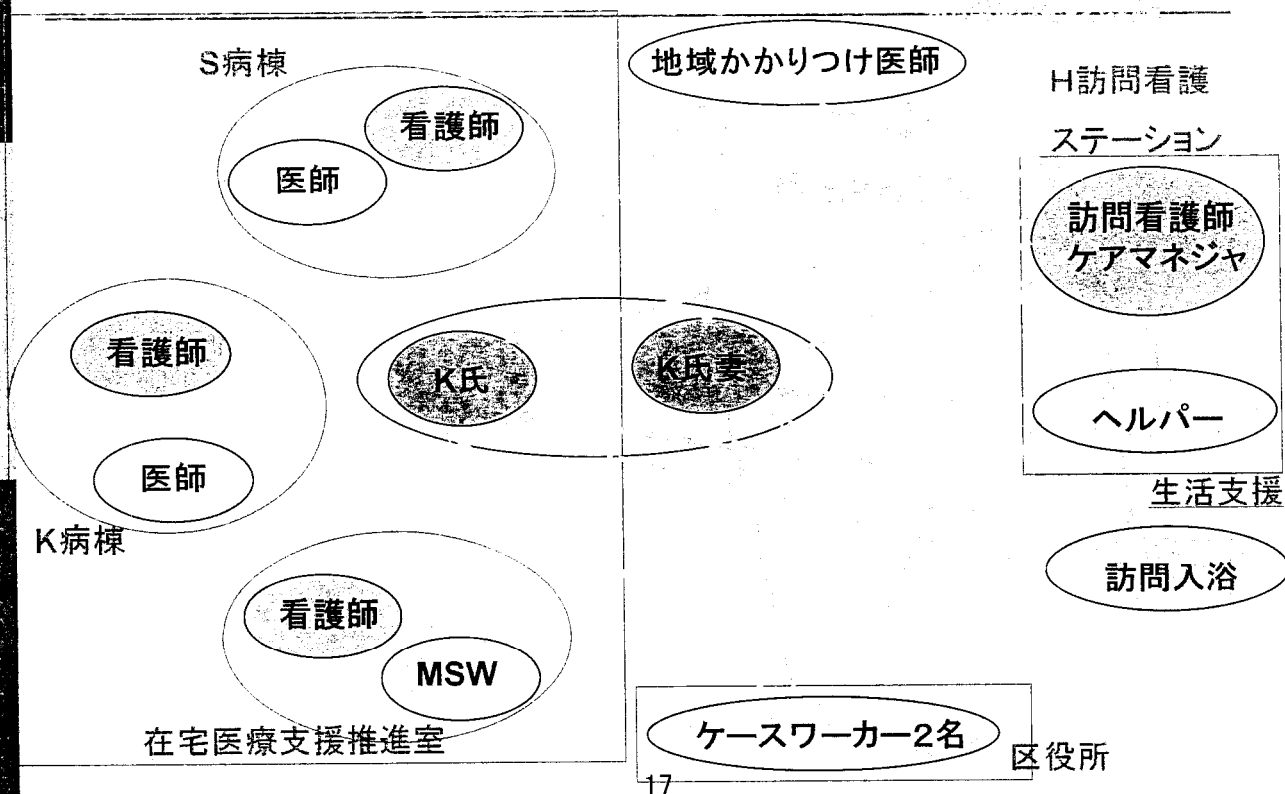 S病棟
看護師
医師
地域かかりつけ医師
H訪問看護
ステーション
訪問看護師
ケアマネジャ
ヘルパー
生活支援
訪問入浴
看護師
医師
K病棟
K氏
K氏妻
看護師
MSW
在宅医療支援推進室
ケースワーカー2名
区役所
17